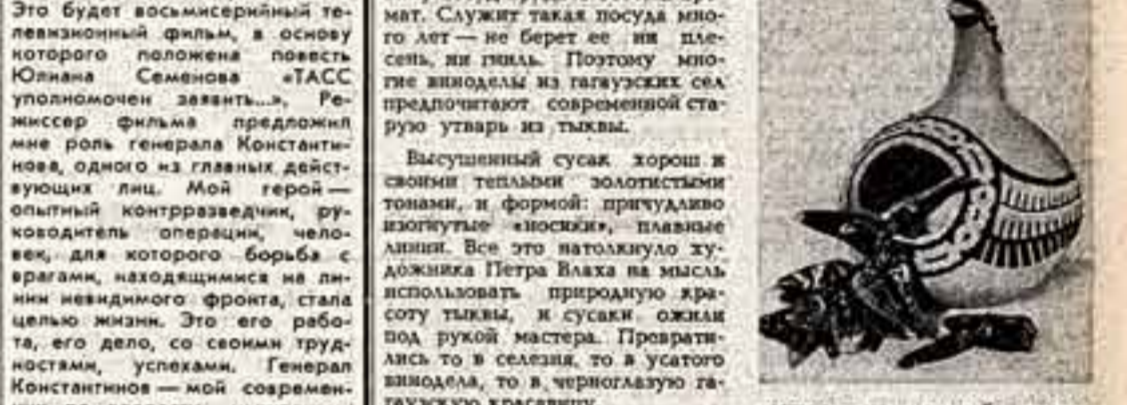 Это будет восьмисерийный те-
левизионный фильм, в основу
которого положена повесть
Юлиана Семенова «ТАСС
уполномочен заявить...». Ре-
жиссер фильма предложил
мне роль генерала Константи-
нова, одного из главных дейст-
вующих лиц. Мой герой —
опытный контрразведчик, ру-
ководитель операции, чело-
век, для которого борьба с
врагами, находящимися на ли-
нии невидимого фронта, стала
целью жизни. Это его рабо-
та, его дело, со своими труд-
ностями, успехами. Генерал
Константинов — мой современ-
мат. Служит такая посуда мно-
го лет — не берет ее ни пле-
сень, ни гниль. Поэтому мно-
гие виноделы из гагаузских сел
предпочитают современной ста-
рую утварь из тыквы.
Высушенный сусак хорош и
своими теплыми золотистыми
тонами, и формой: причудливо
изогнутые «носики», плавные
линии. Все это натолкнуло ху-
дожника Петра Влаха на мысль
использовать природную кра-
соту тыквы, и сусаки ожили
под рукой мастера. Преврати-
лись то в селезня, то в усатого
винодела, то в черноглазую га-
гаузскую красавицу.